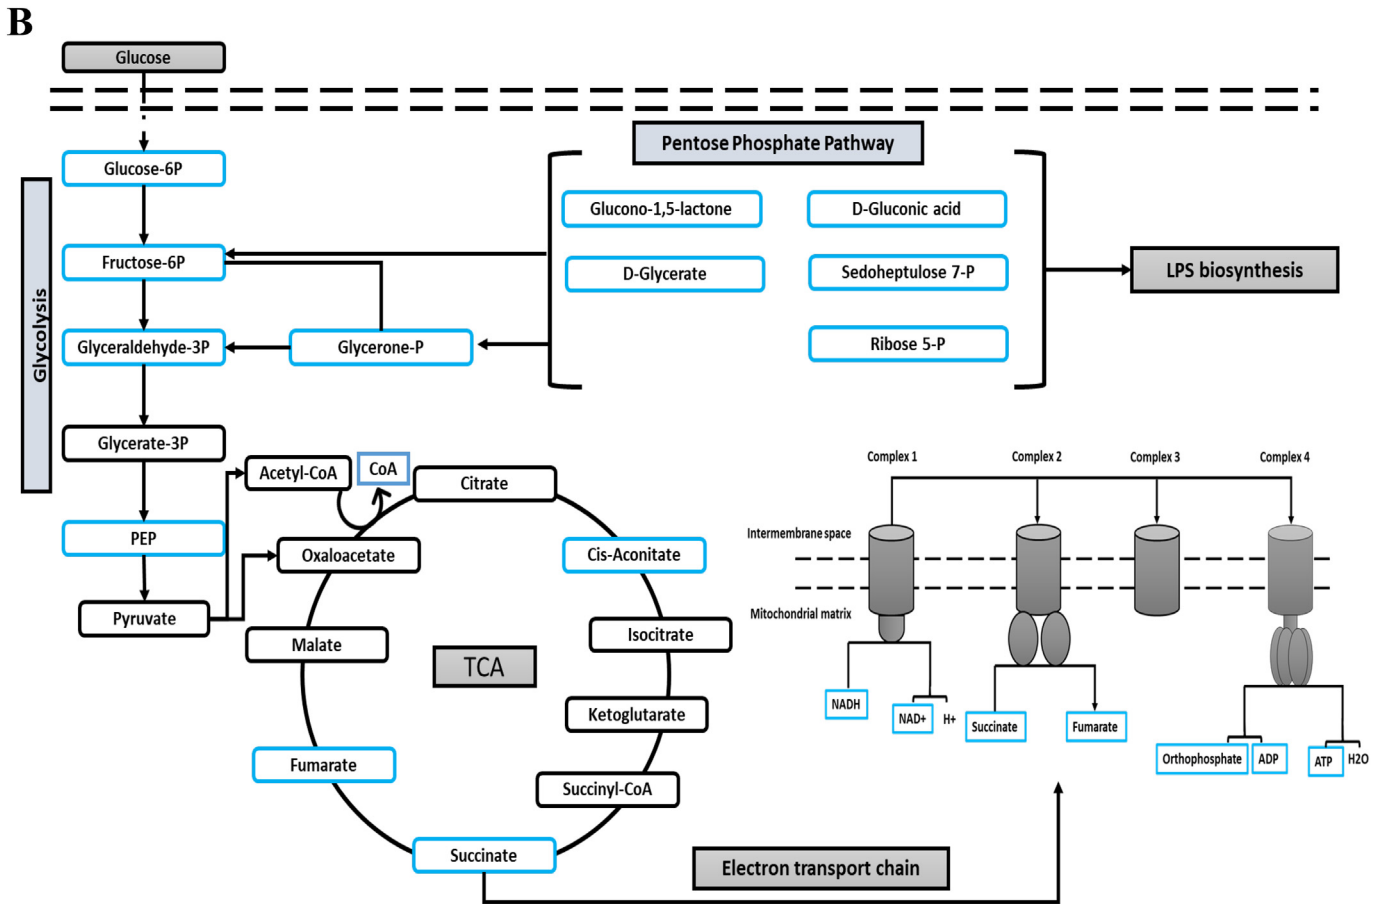 B
Glucose
Pentose Phosphate Pathway
Glucose-6P
Glucono-1,5-lactone
D-Gluconic acid
Fructose-6P
D-Glycerate
Sedoheptulose 7-P
LPS biosynthesis
Glycolysis
Glyceraldehyde-3P
Glycerone-P
Ribose 5-P
Glycerate-3P
Acetyl-CoA
CoA
Citrate
PEP
Oxaloacetate
Cis-Aconitate
Pyruvate
Malate
Isocitrate
TCA
Ketoglutarate
Fumarate
Succinyl-CoA
Succinate
Complex 1
Complex 2
Complex 3
Complex 4
Intermembrane space
Mitochondrial matrix
NADH
NAD+
H+
Succinate
Fumarate
Orthophosphate
ADP
ATP
H2O
Electron transport chain